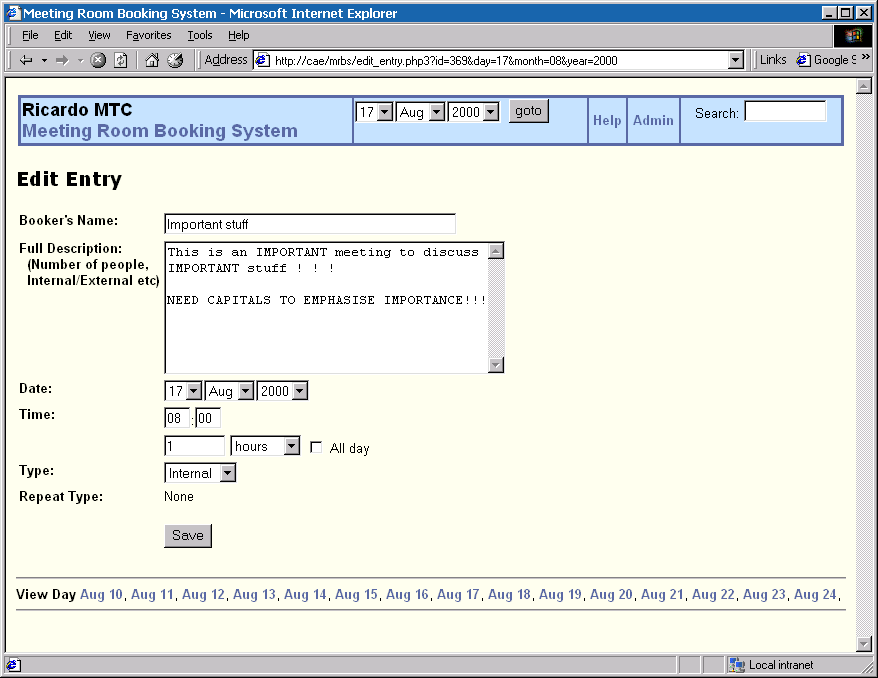 Meeting Room Booking System - Microsoft Internet Explorer
File Edit View Favorites Tools Help
Address http://cae/mrbs/edit_entry.php3?id=369&day=17&month=08&year=2000 Links Google S »
Ricardo MTC
Meeting Room Booking System
17 Aug 2000 goto Help Admin Search:
Edit Entry
Booker's Name: Important stuff
Full Description: This is an IMPORTANT meeting to discuss
(Number of people, IMPORTANT stuff ! ! !
Internal/External etc)
NEED CAPITALS TO EMPHASISE IMPORTANCE!!!
Date: 17 Aug 2000
Time: 08 : 00
1 hours All day
Type: Internal
Repeat Type: None
Save
View Day Aug 10, Aug 11, Aug 12, Aug 13, Aug 14, Aug 15, Aug 16, Aug 17, Aug 18, Aug 19, Aug 20, Aug 21, Aug 22, Aug 23, Aug 24,
Local intranet